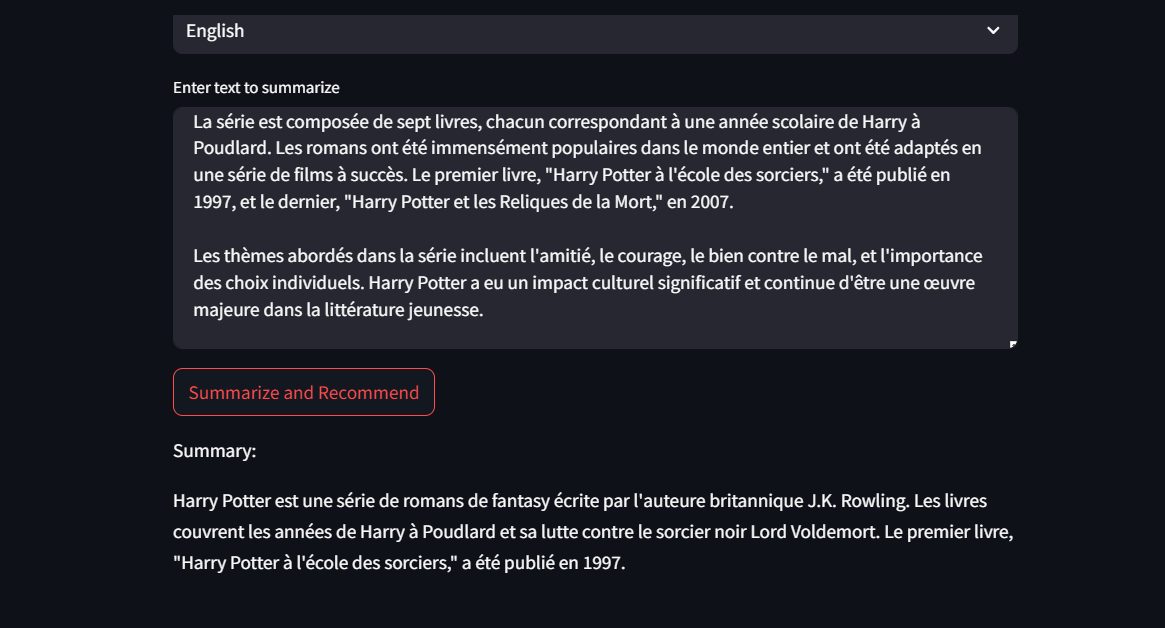 English
Enter text to summarize
La série est composée de sept livres, chacun correspondant à une année scolaire de Harry à
Poudlard. Les romans ont été immensément populaires dans le monde entier et ont été adaptés en
une série de films à succès. Le premier livre, "Harry Potter à l'école des sorciers," a été publié en
1997, et le dernier, "Harry Potter et les Reliques de la Mort," en 2007.
Les thèmes abordés dans la série incluent l'amitié, le courage, le bien contre le mal, et l'importance
des choix individuels. Harry Potter a eu un impact culturel significatif et continue d'être une œuvre
majeure dans la littérature jeunesse.
Summarize and Recommend
Summary:
Harry Potter est une série de romans de fantasy écrite par l'auteure britannique J.K. Rowling. Les livres
couvrent les années de Harry à Poudlard et sa lutte contre le sorcier noir Lord Voldemort. Le premier livre,
"Harry Potter à l'école des sorciers," a été publié en 1997.